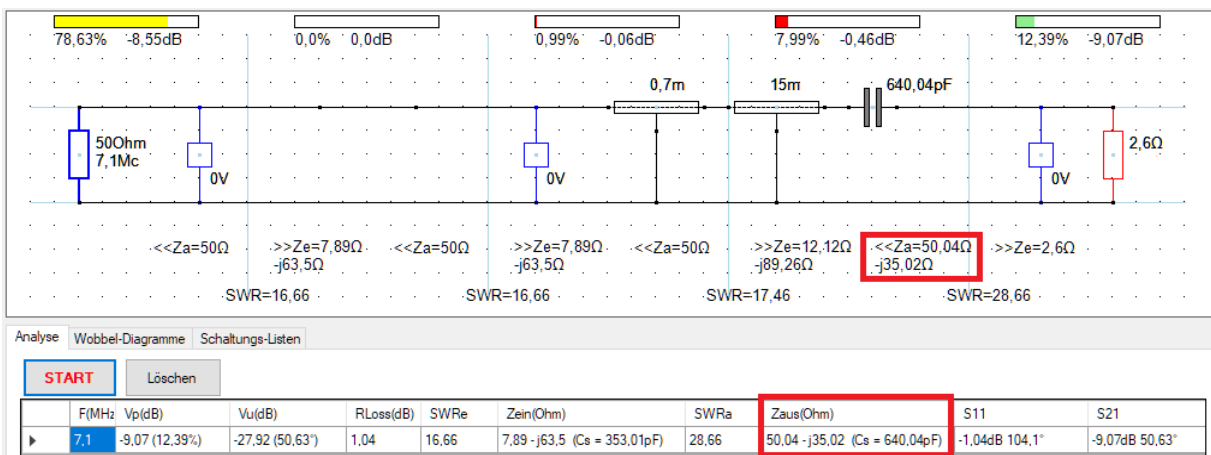 78,63% -8,55dB 0,0% 0,0dB 0,99% -0,06dB 7,99% -0,46dB 12,39% -9,07dB
0,7m 15m 640,04pF
50Ohm
7,1Mc
2,6Ω
0V 0V 0V
<<Za=50Ω >>Ze=7,89Ω <<Za=50Ω >>Ze=7,89Ω <<Za=50Ω >>Ze=12,12Ω <<Za=50,04Ω >>Ze=2,6Ω
-j63,5Ω -j63,5Ω -j89,26Ω -j35,02Ω
SWR=16,66 SWR=16,66 SWR=17,46 SWR=28,66
Analyse Wobbel-Diagramme Schaltungs-Listen
START Löschen
F(MHz Vp(dB) Vu(dB) RLoss(dB) SWRe Zein(Ohm) SWRa Zaus(Ohm) S11 S21
7,1 -9,07 (12,39%) -27,92 (50,63°) 1,04 16,66 7,89 -j63,5 (Cs = 353,01pF) 28,66 50,04 -j35,02 (Cs = 640,04pF) -1,04dB 104,1° -9,07dB 50,63°